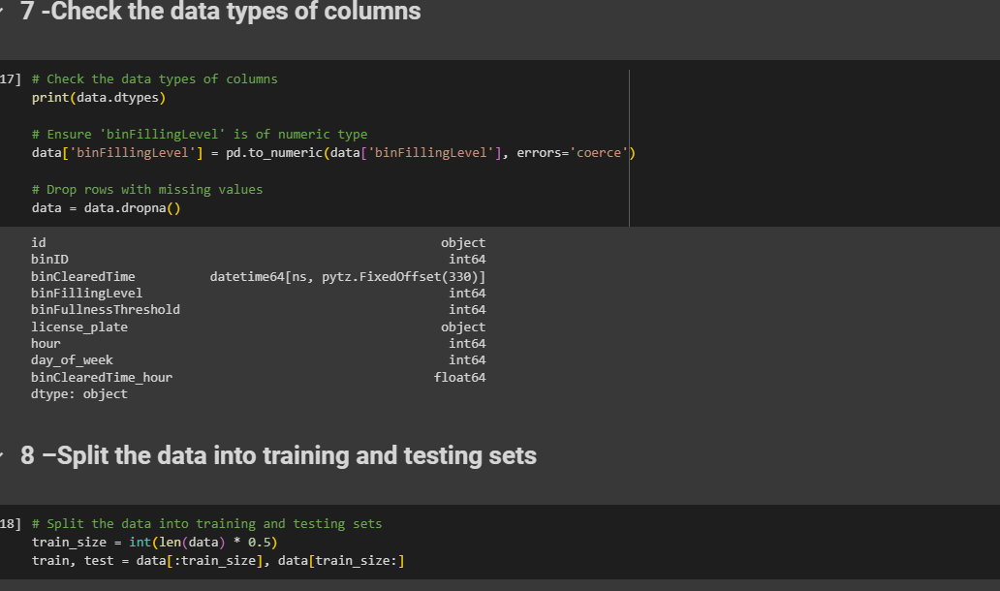 7 -Check the data types of columns
17] # Check the data types of columns
print(data.dtypes)
# Ensure 'binFillingLevel' is of numeric type
data['binFillingLevel'] = pd.to_numeric(data['binFillingLevel'], errors='coerce')
# Drop rows with missing values
data = data.dropna()
id object
binID int64
binClearedTime datetime64[ns, pytz.FixedOffset(330)]
binFillingLevel int64
binFullnessThreshold int64
license_plate object
hour int64
day_of_week int64
binClearedTime_hour float64
dtype: object
8 –Split the data into training and testing sets
18] # Split the data into training and testing sets
train_size = int(len(data) * 0.5)
train, test = data[:train_size], data[train_size:]